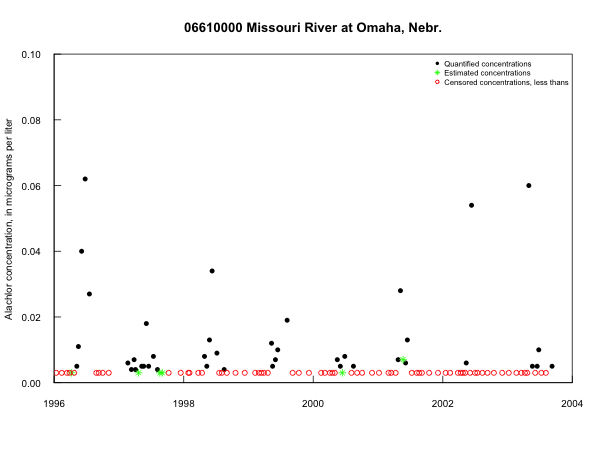 06610000 Missouri River at Omaha, Nebr.
Quantified concentrations
Estimated concentrations
Censored concentrations, less thans
Alachlor concentration, in micrograms per liter
0.10
0.08
0.06
0.04
0.02
0.00
1996 1998 2000 2002 2004